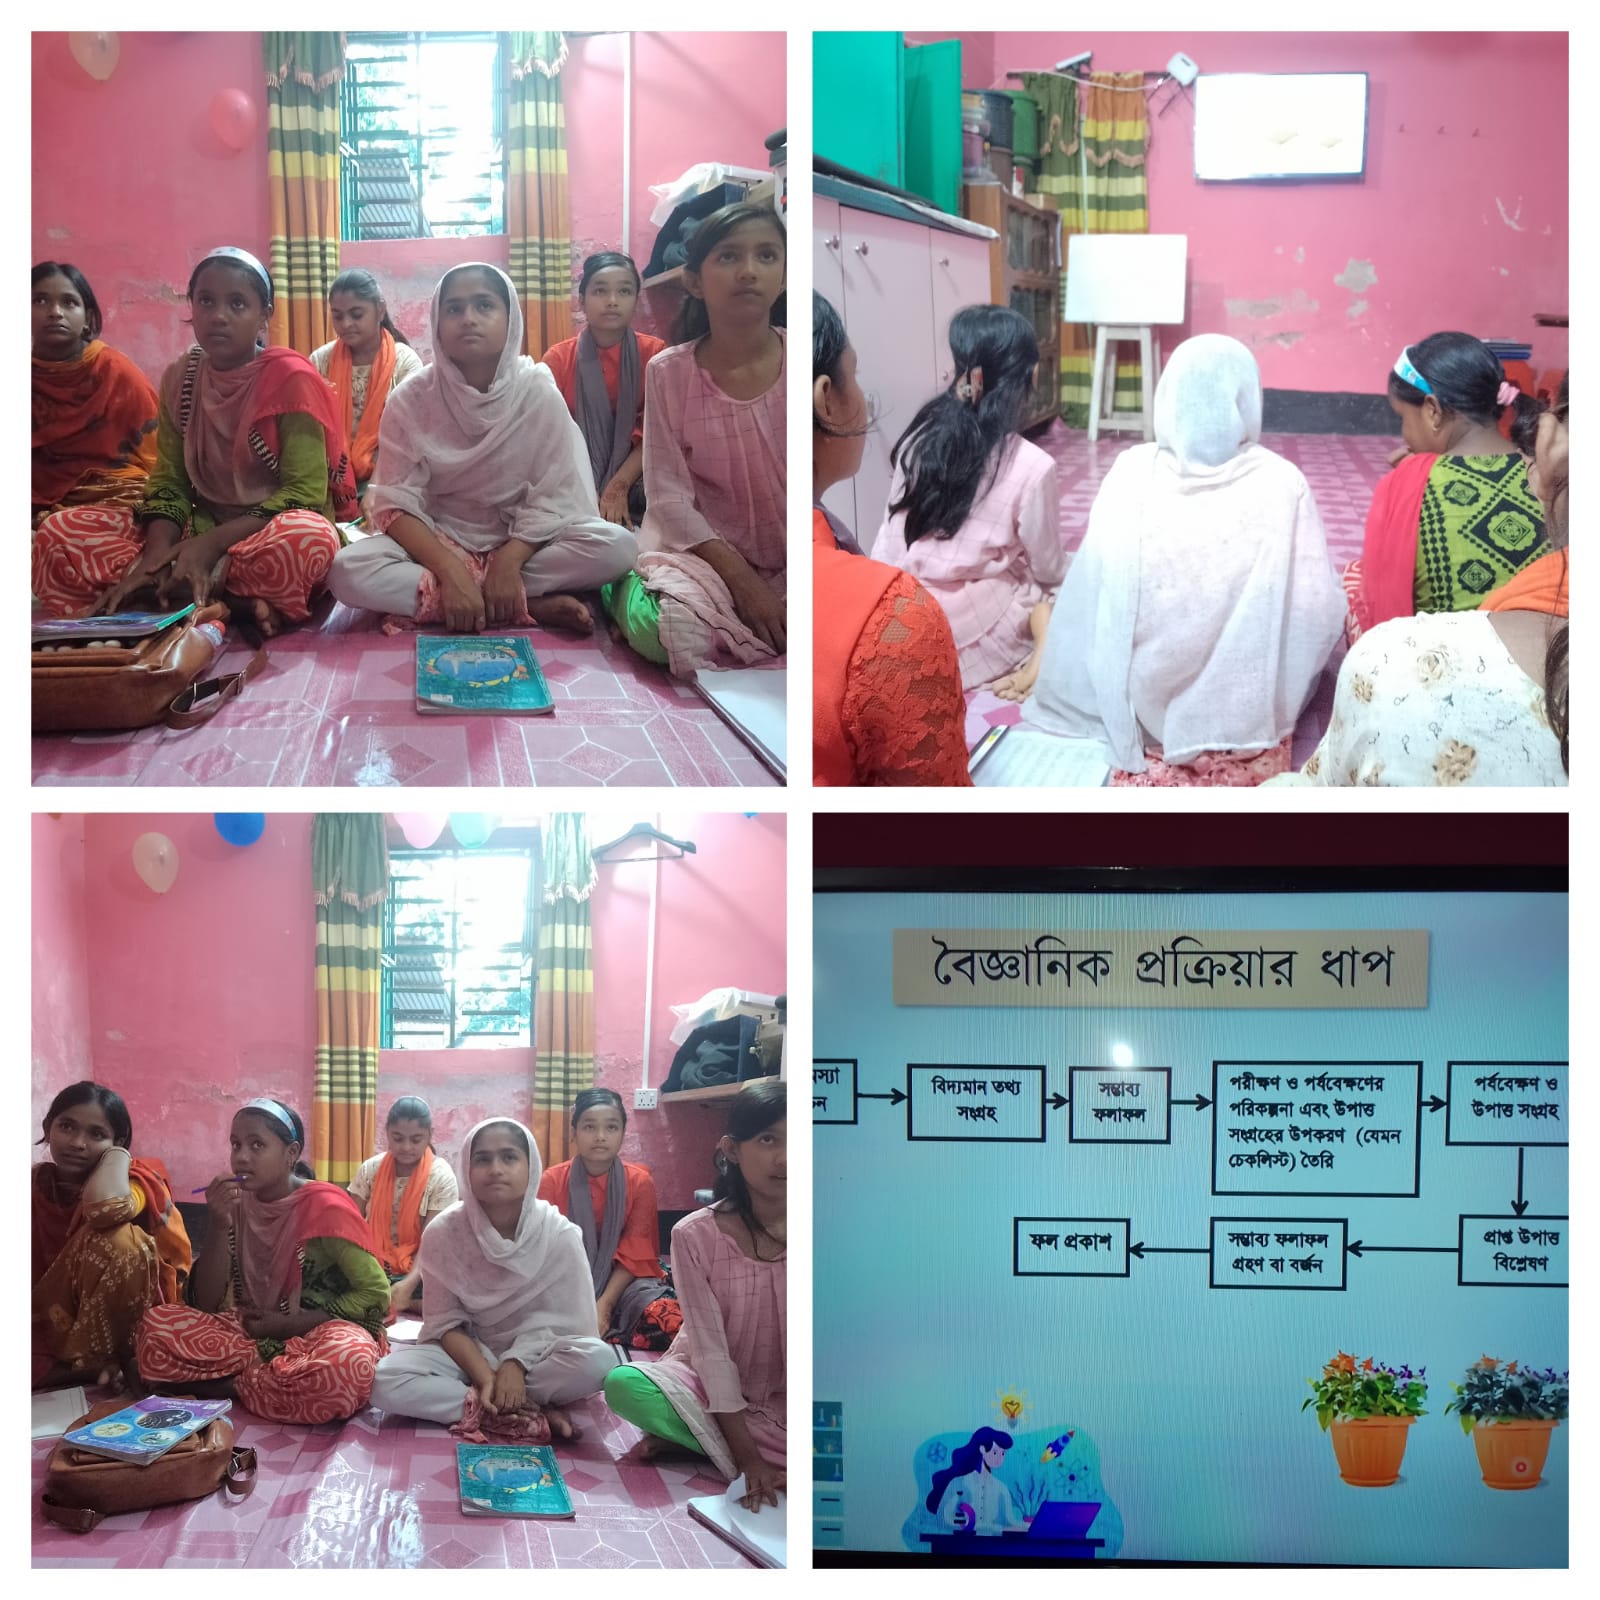 বৈজ্ঞানিক প্রক্রিয়ার ধাপ
বিদ্যমান তথ্য
সংগ্রহ
সম্ভাব্য
ফলাফল
পরীক্ষণ ও পর্যবেক্ষণের
পরিকল্পনা এবং উপাত্ত
সংগ্রহের উপকরণ (যেমন
চেকলিস্ট) তৈরি
পর্যবেক্ষণ ও
উপাত্ত সংগ্রহ
প্রাপ্ত উপাত্ত
বিশ্লেষণ
সম্ভাব্য ফলাফল
গ্রহণ বা বর্জন
ফল প্রকাশ